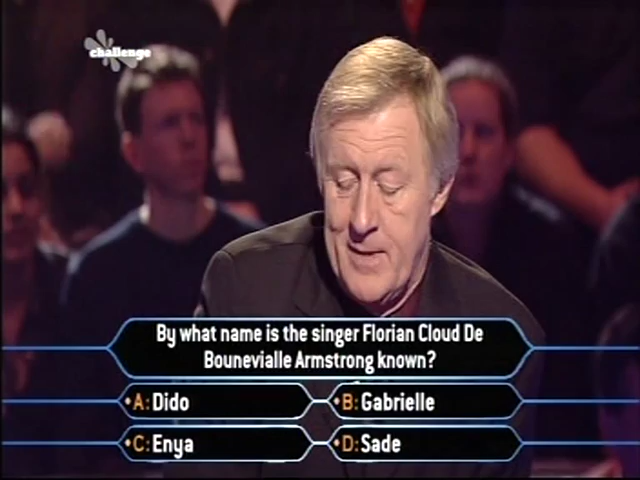 challenge
By what name is the singer Florian Cloud De
Bounevialle Armstrong known?
A: Dido
B: Gabrielle
C: Enya
D: Sade